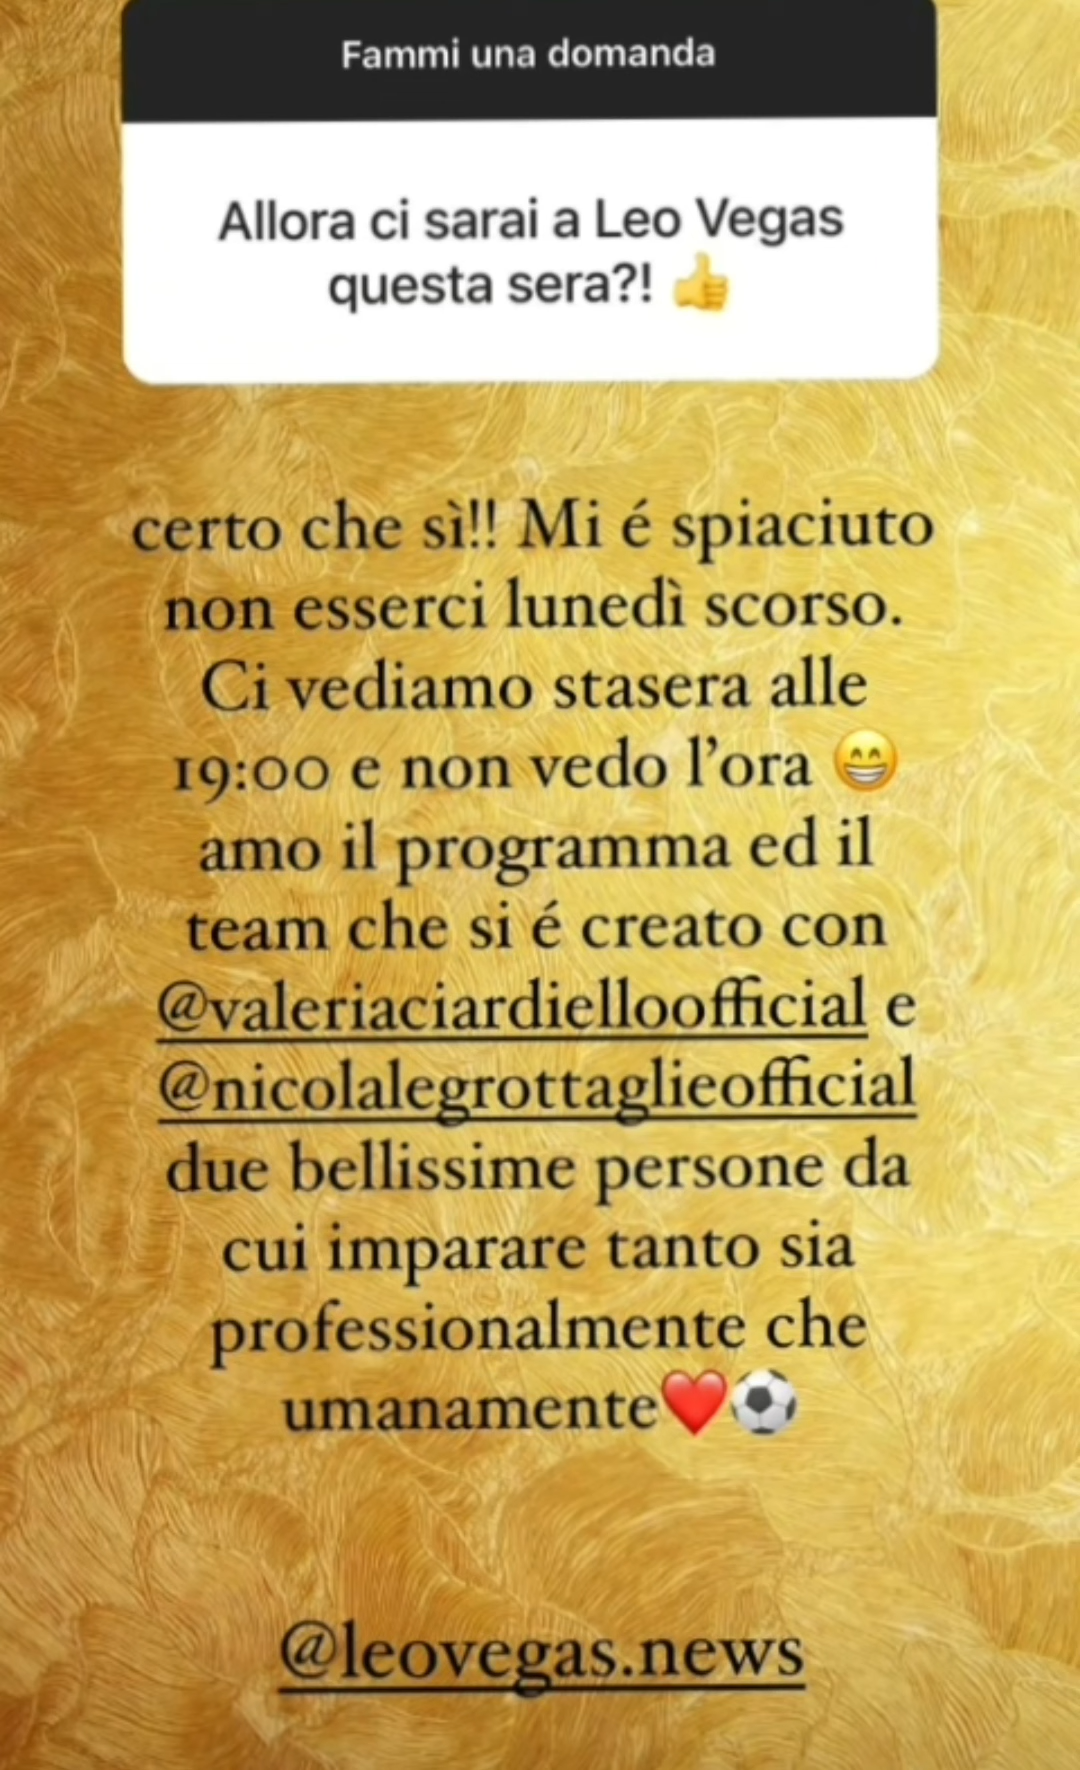 Fammi una domanda
Allora ci sarai a Leo Vegas
questa sera?! 👍
certo che sì!! Mi é spiaciuto
non esserci lunedì scorso.
Ci vediamo stasera alle
19:00 e non vedo l’ora 😁
amo il programma ed il
team che si é creato con
@valeriaciardielloofficial e
@nicolalegrottaglieofficial
due bellissime persone da
cui imparare tanto sia
professionalmente che
umanamente❤️⚽
@leovegas.news